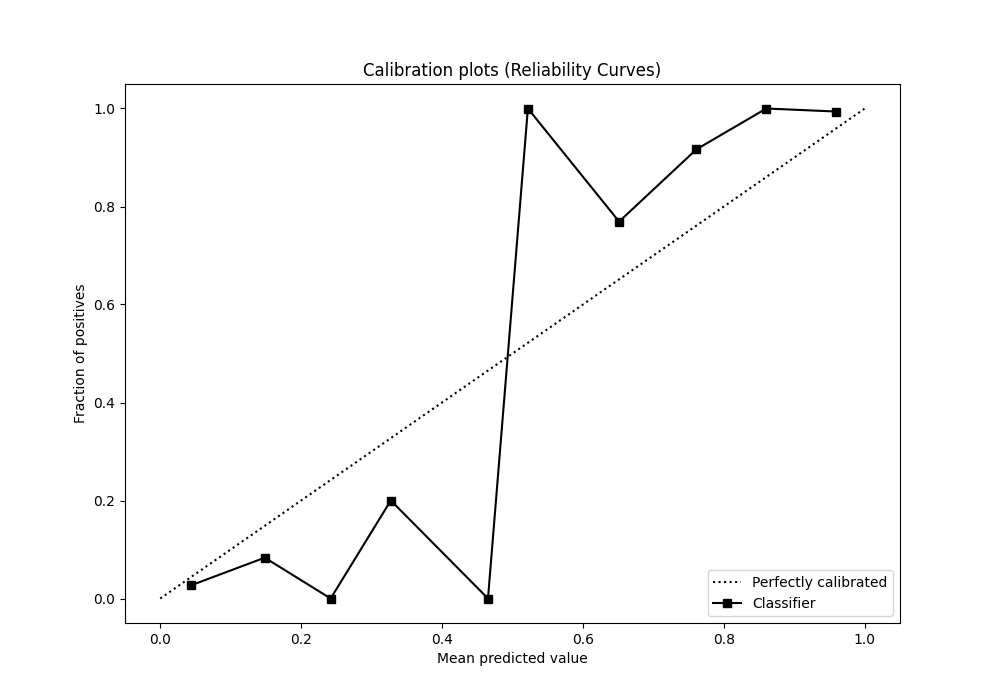 Calibration plots (Reliability Curves)
1.0
0.8
0.6
0.4
0.2
0.0
Fraction of positives
0.0 0.2 0.4 0.6 0.8 1.0
Mean predicted value
Perfectly calibrated
Classifier